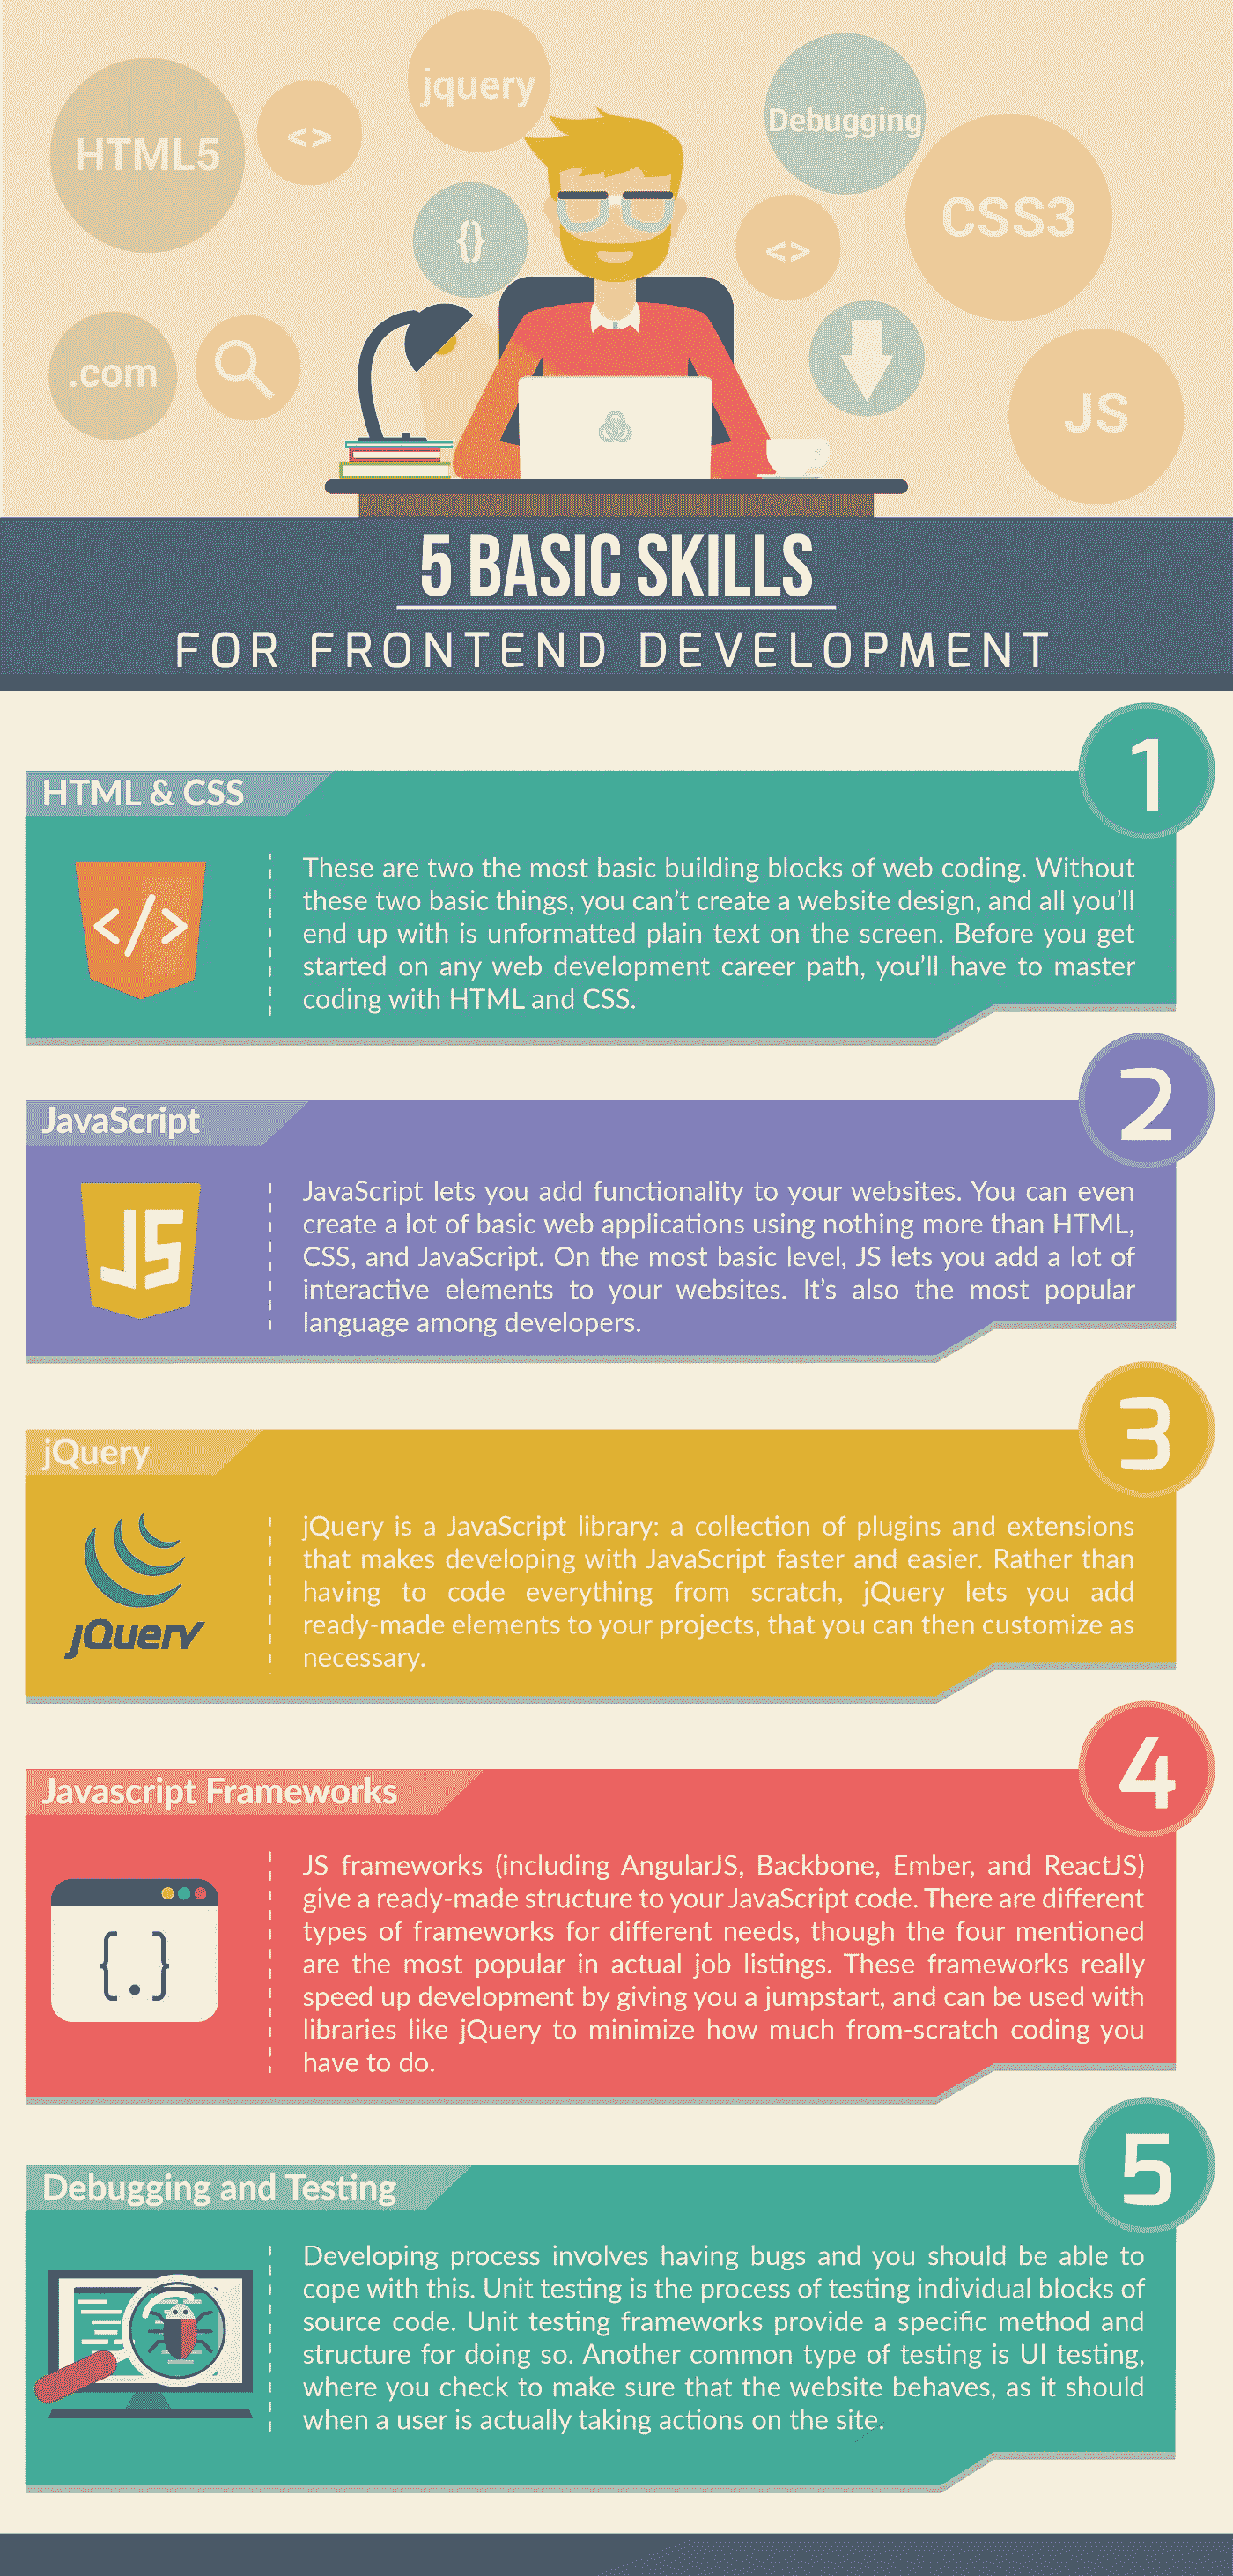 jquery
Debugging
HTML5
<>
CSS3
{}
<>
.com
JS
5 BASIC SKILLS
FOR FRONTEND DEVELOPMENT
1
HTML & CSS
</>
These are two the most basic building blocks of web coding. Without
these two basic things, you can't create a website design, and all you'll
end up with is unformatted plain text on the screen. Before you get
started on any web development career path, you'll have to master
coding with HTML and CSS.
2
JavaScript
JS
JavaScript lets you add functionality to your websites. You can even
create a lot of basic web applications using nothing more than HTML,
CSS, and JavaScript. On the most basic level, JS lets you add a lot of
interactive elements to your websites. It's also the most popular
language among developers.
3
jQuery
jQuery
jQuery is a JavaScript library: a collection of plugins and extensions
that makes developing with JavaScript faster and easier. Rather than
having to code everything from scratch, jQuery lets you add
ready-made elements to your projects, that you can then customize as
necessary.
4
Javascript Frameworks
{.}
JS frameworks (including AngularJS, Backbone, Ember, and ReactJS)
give a ready-made structure to your JavaScript code. There are different
types of frameworks for different needs, though the four mentioned
are the most popular in actual job listings. These frameworks really
speed up development by giving you a jumpstart, and can be used with
libraries like jQuery to minimize how much from-scratch coding you
have to do.
5
Debugging and Testing
Developing process involves having bugs and you should be able to
cope with this. Unit testing is the process of testing individual blocks of
source code. Unit testing frameworks provide a specific method and
structure for doing so. Another common type of testing is UI testing,
where you check to make sure that the website behaves, as it should
when a user is actually taking actions on the site.